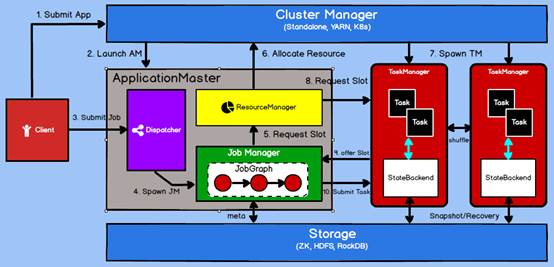 1. Submit App
Cluster Manager
(Standalone, YARN, K8s)
2. Launch AM
6. Allocate Resource
7. Spawn TM
ApplicationMaster
8. Request Slot
TaskManager
TaskManager
ResourceManager
Task
Task
Task
Task
Client
3. Submit Job
Dispatcher
5. Request Slot
shuffle
Job Manager
9. offer Slot
JobGraph
StateBackend
StateBackend
4. Spawn JM
10. Submit Task
meta
Snapshot/Recovery
Storage
(ZK, HDFS, RockDB)